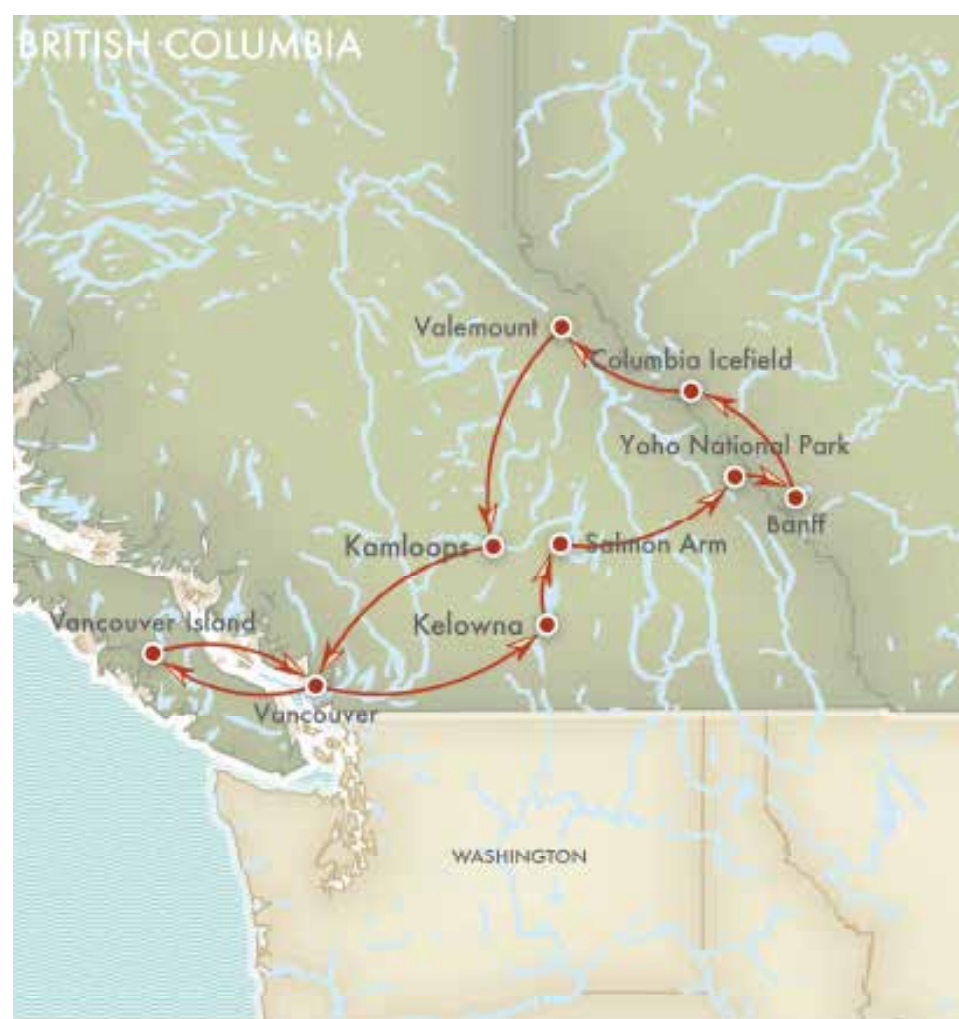 BRITISH COLUMBIA
Valemount
Columbia Icefield
Yoho National Park
Banff
Kamloops
Salmon Arm
Kelowna
Vancouver Island
Vancouver
WASHINGTON